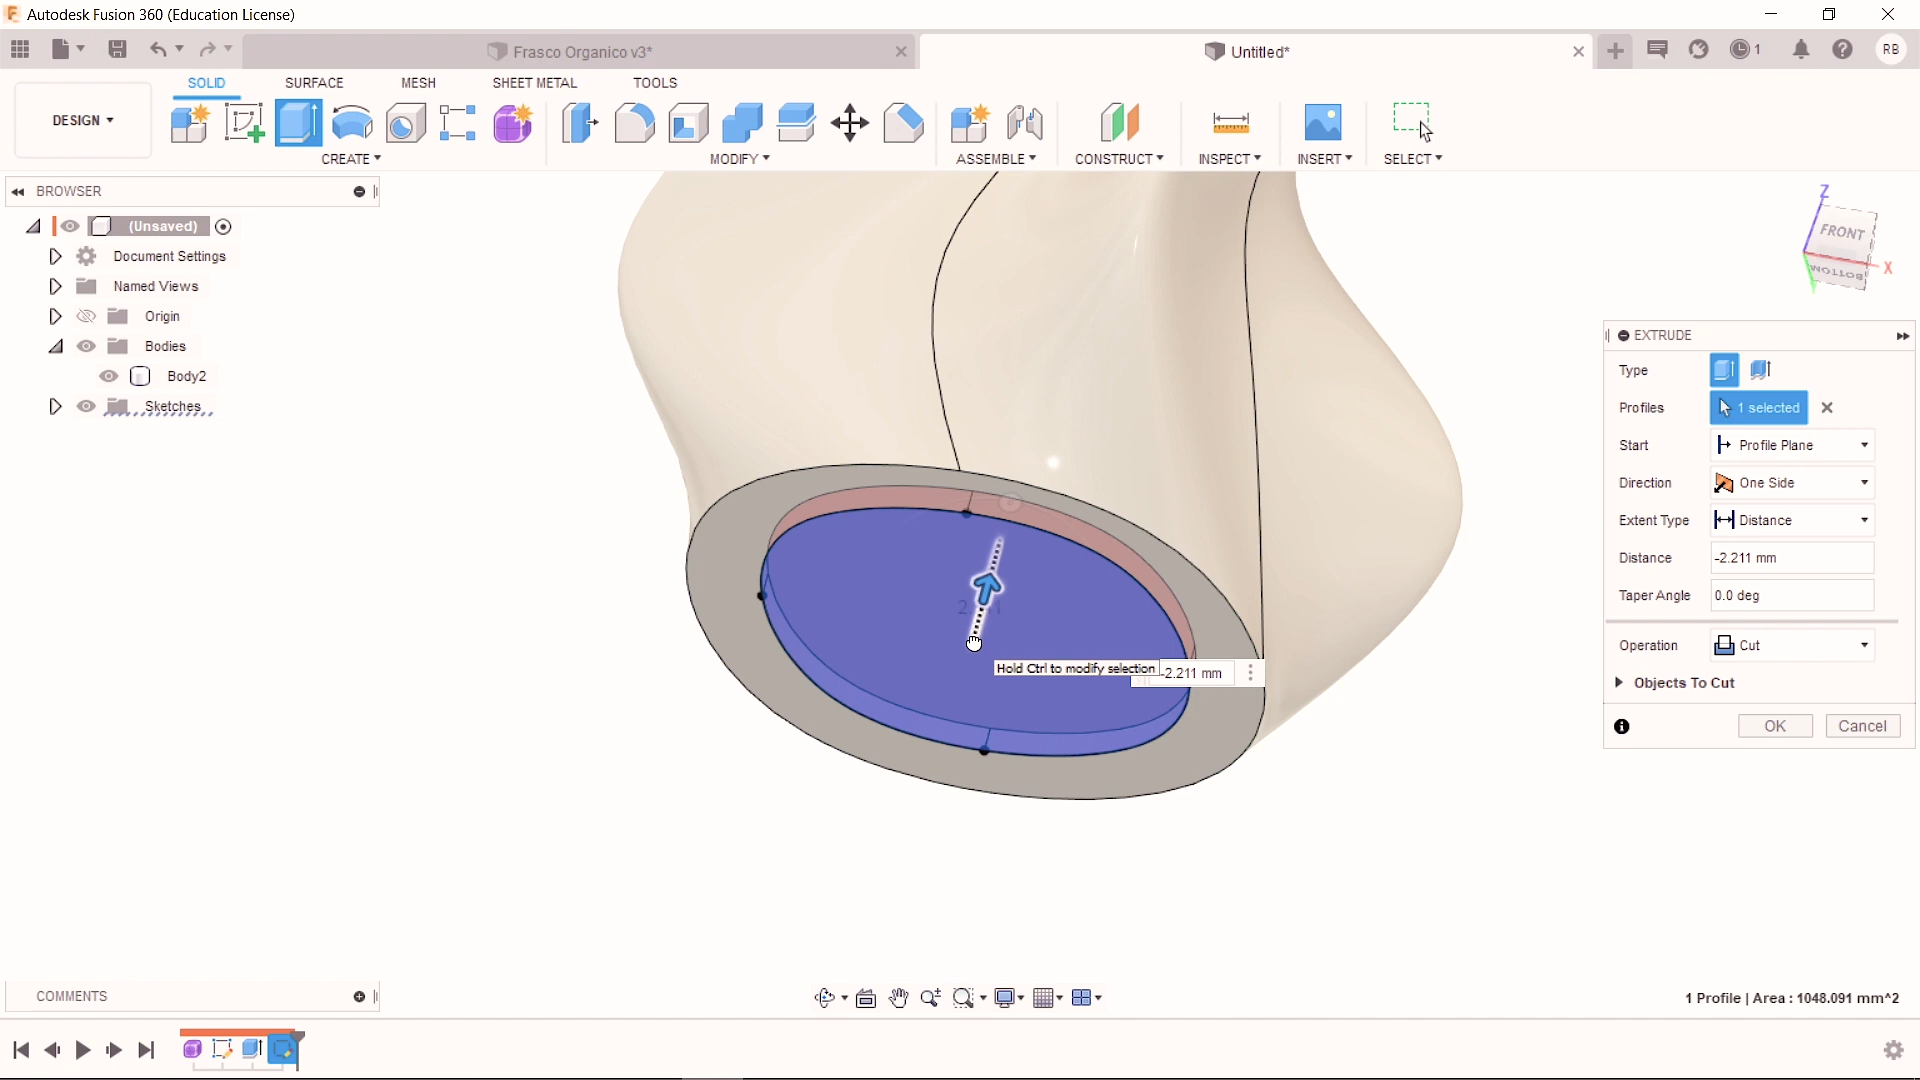 Autodesk Fusion 360 (Education License)
Frasco Organico v3*
Untitled*
1
RB
SOLID SURFACE MESH SHEET METAL TOOLS
DESIGN
CREATE MODIFY ASSEMBLE CONSTRUCT INSPECT INSERT SELECT
BROWSER
(Unsaved)
Document Settings
Named Views
Origin
Bodies
Body2
Sketches
Z
FRONT
BOTTOM
X
EXTRUDE
Type
Profiles 1 selected
Start Profile Plane
Direction One Side
Extent Type Distance
Distance -2.211 mm
Taper Angle 0.0 deg
Operation Cut
Objects To Cut
OK Cancel
Hold Ctrl to modify selection
-2.211 mm
COMMENTS
1 Profile | Area : 1048.091 mm^2